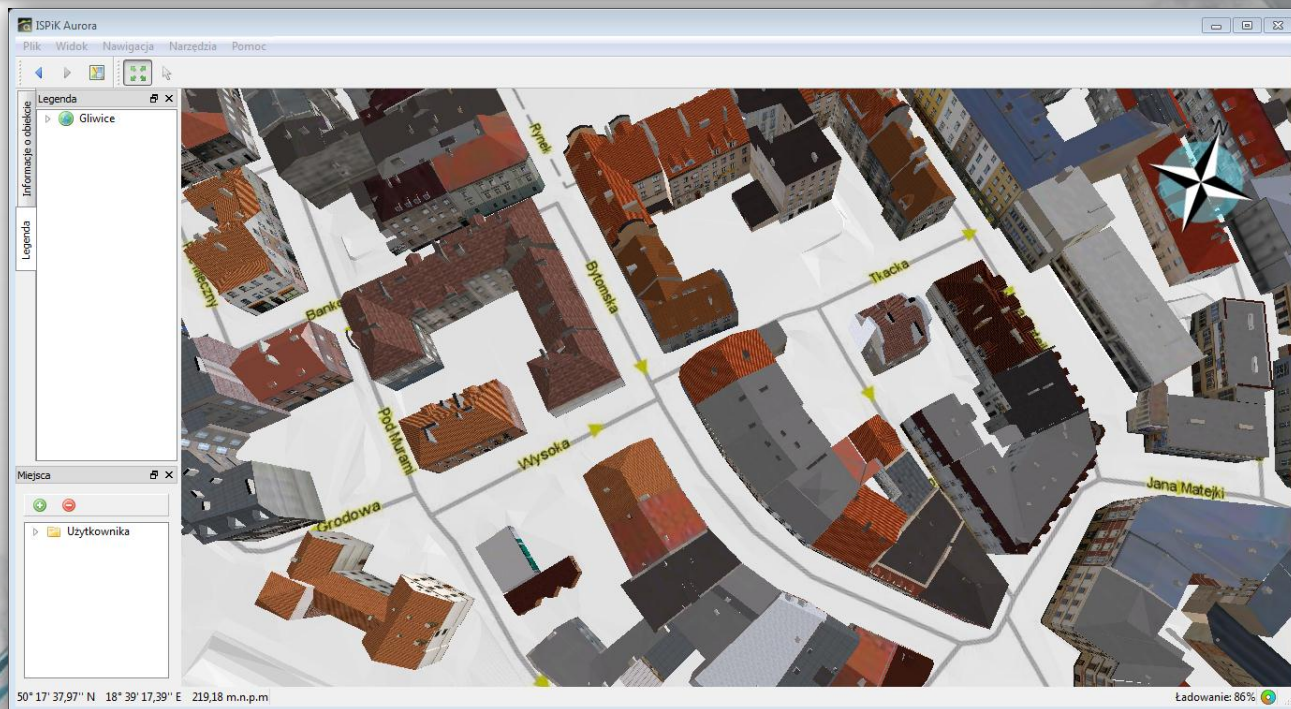 ISPiK Aurora
Plik Widok Nawigacja Narzędzia Pomoc
Informacje o obiekcie
Legenda
Legenda
Gliwice
Miejsca
Użytkownika
Rynek
N
Bytomska
Tkacka
Pod Murami
Wysoka
Grodowa
Jana Matejki
50° 17' 37,97'' N 18° 39' 17,39'' E 219,18 m.n.p.m
Ładowanie: 86%